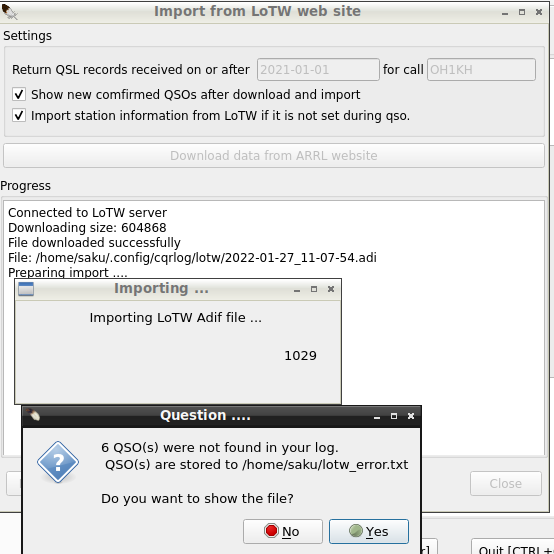 Import from LoTW web site
Settings
Return QSL records received on or after 2021-01-01 for call OH1KH
Show new comfirmed QSOs after download and import
Import station information from LoTW if it is not set during qso.
Download data from ARRL website
Progress
Connected to LoTW server
Downloading size: 604868
File downloaded successfully
File: /home/saku/.config/cqrlog/lotw/2022-01-27_11-07-54.adi
Preparing import ....
Importing ...
Importing LoTW Adif file ...
1029
Question ....
6 QSO(s) were not found in your log.
QSO(s) are stored to /home/saku/lotw_error.txt
Do you want to show the file?
No
Yes
Close
Quit [CTRL+